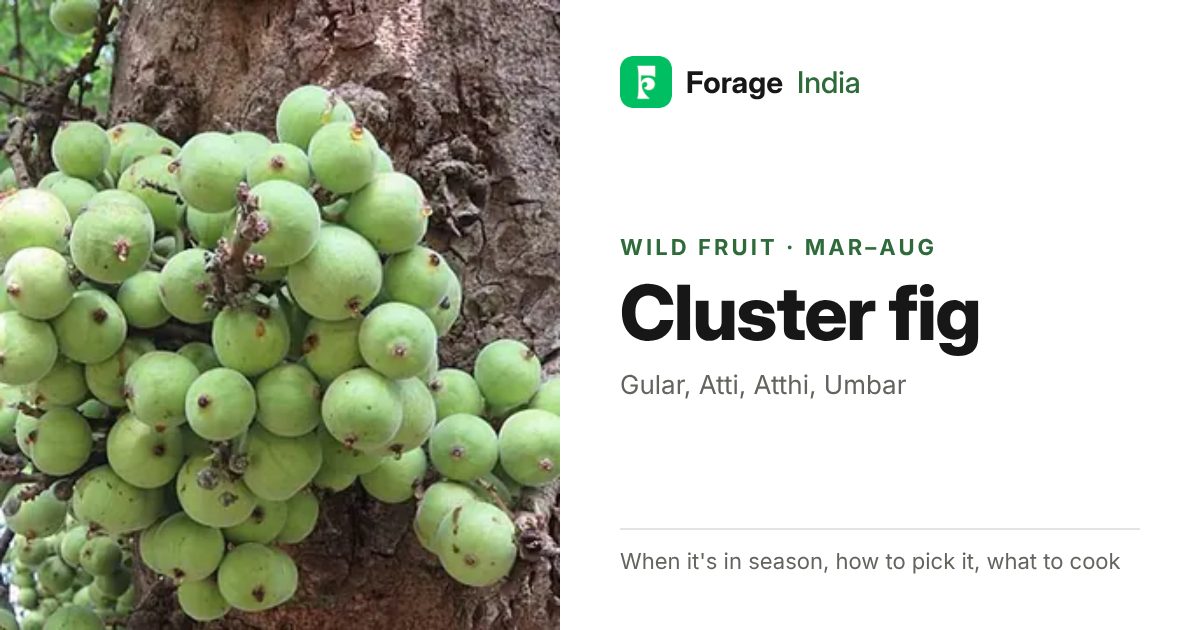 Forage India
WILD FRUIT · MAR–AUG
Cluster fig
Gular, Atti, Atthi, Umbar
When it's in season, how to pick it, what to cook